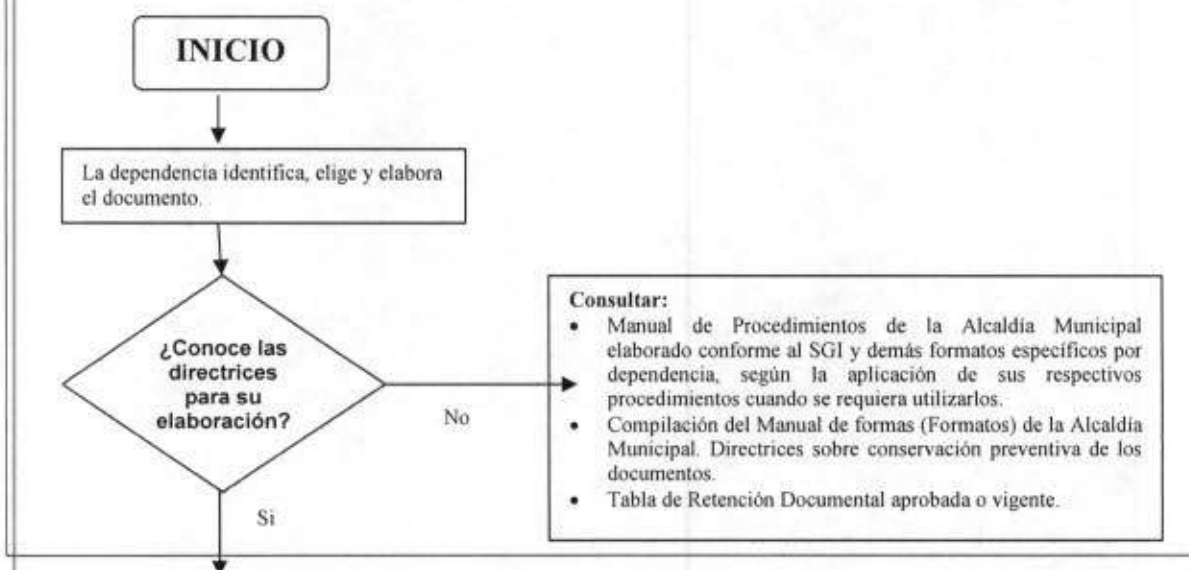 INICIO
La dependencia identifica, elige y elabora
el documento.
¿Conoce las
directrices
para su
elaboración?
No
Si
Consultar:
• Manual de Procedimientos de la Alcaldía Municipal
elaborado conforme al SGI y demás formatos específicos por
dependencia, según la aplicación de sus respectivos
procedimientos cuando se requiera utilizarlos.
• Compilación del Manual de formas (Formatos) de la Alcaldía
Municipal. Directrices sobre conservación preventiva de los
documentos.
• Tabla de Retención Documental aprobada o vigente.